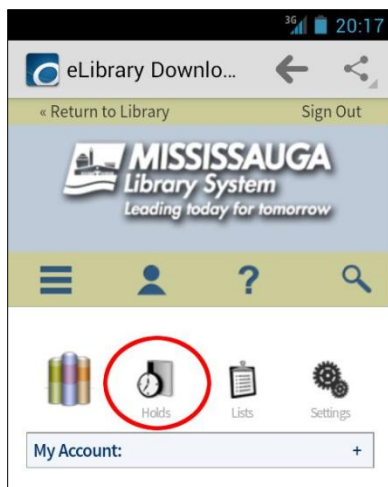 3G 20:17
eLibrary Downlo...
« Return to Library Sign Out
MISSISSAUGA
Library System
Leading today for tomorrow
?
Holds Lists Settings
My Account: +